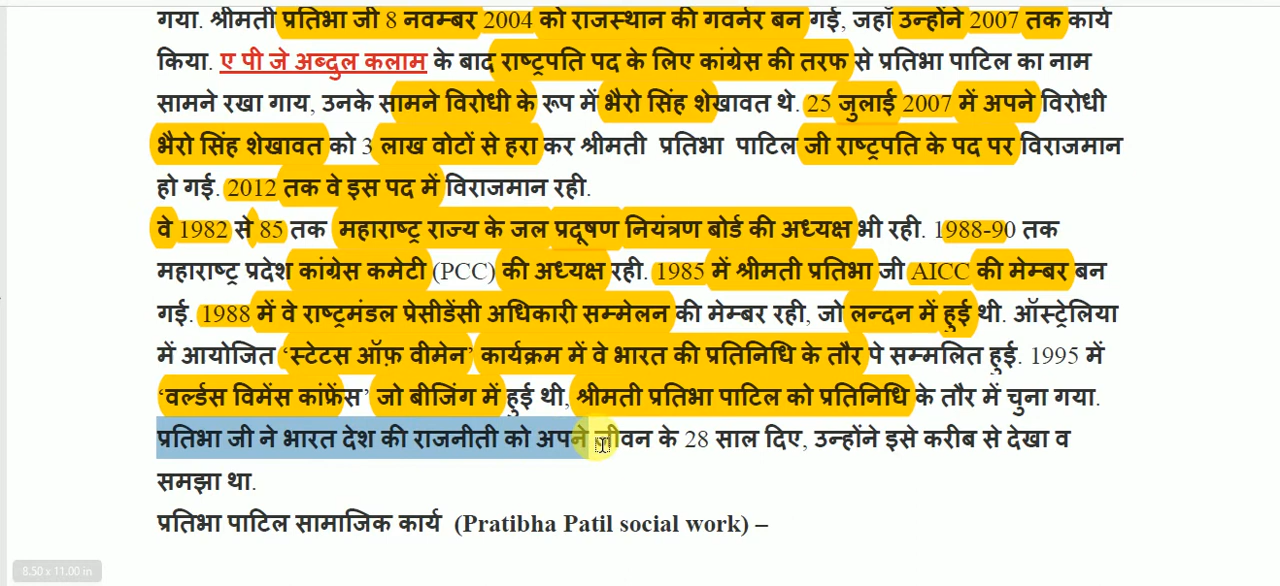 गया. श्रीमती प्रतिभा जी 8 नवम्बर 2004 को राजस्थान की गवर्नर बन गई, जहाँ उन्होंने 2007 तक कार्य
किया. ए पी जे अब्दुल कलाम के बाद राष्ट्रपति पद के लिए कांग्रेस की तरफ से प्रतिभा पाटिल का नाम
सामने रखा गाय, उनके सामने विरोधी के रूप में भैरो सिंह शेखावत थे. 25 जुलाई 2007 में अपने विरोधी
भैरो सिंह शेखावत को 3 लाख वोटों से हरा कर श्रीमती प्रतिभा पाटिल जी राष्ट्रपति के पद पर विराजमान
हो गई. 2012 तक वे इस पद में विराजमान रही.
वे 1982 से 85 तक महाराष्ट्र राज्य के जल प्रदूषण नियंत्रण बोर्ड की अध्यक्ष भी रही. 1988-90 तक
महाराष्ट्र प्रदेश कांग्रेस कमेटी (PCC) की अध्यक्ष रही. 1985 में श्रीमती प्रतिभा जी AICC की मेम्बर बन
गई. 1988 में वे राष्ट्रमंडल प्रेसीडेंसी अधिकारी सम्मेलन की मेम्बर रही, जो लन्दन में हुई थी. ऑस्ट्रेलिया
में आयोजित ‘स्टेटस ऑफ़ वीमेन’ कार्यक्रम में वे भारत की प्रतिनिधि के तौर पे सम्मलित हुई. 1995 में
‘वर्ल्डस विमेंस कांफ्रेंस’ जो बीजिंग में हुई थी, श्रीमती प्रतिभा पाटिल को प्रतिनिधि के तौर में चुना गया.
प्रतिभा जी ने भारत देश की राजनीती को अपने जीवन के 28 साल दिए, उन्होंने इसे करीब से देखा व
समझा था.
प्रतिभा पाटिल सामाजिक कार्य (Pratibha Patil social work) –
8.50 x 11.00 in